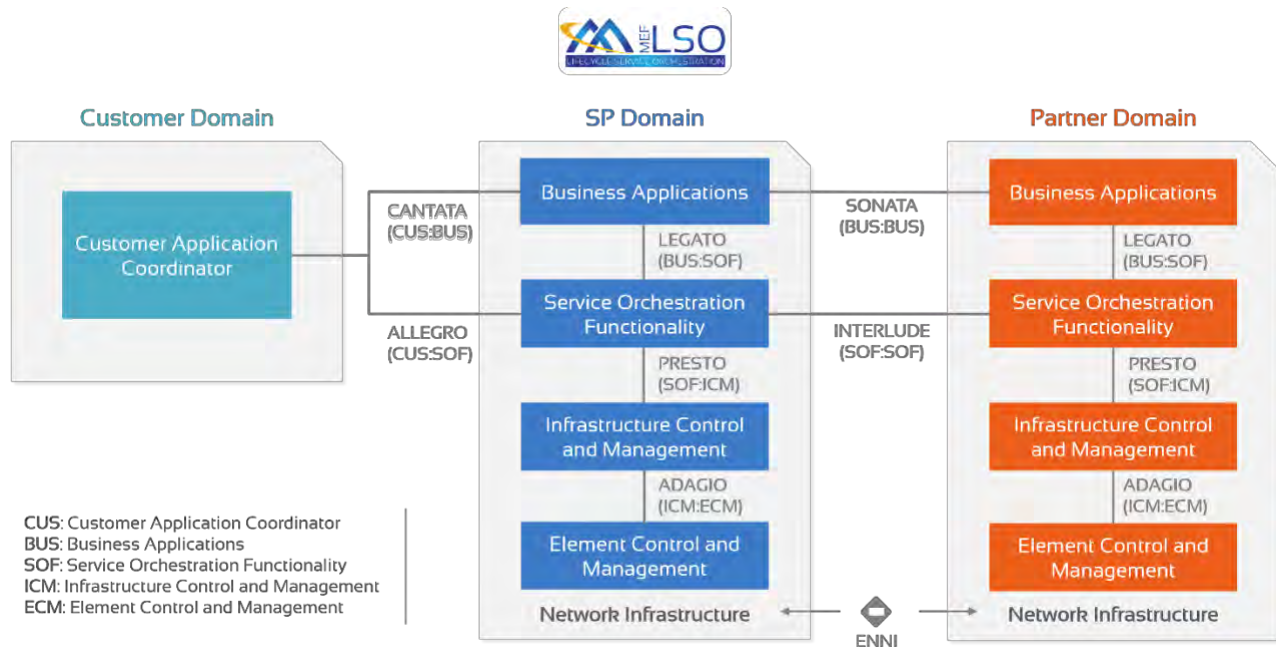 MEF LSO
LIFECYCLE SERVICE ORCHESTRATION
Customer Domain
SP Domain
Partner Domain
Customer Application
Coordinator
CANTATA
(CUS:BUS)
ALLEGRO
(CUS:SOF)
Business Applications
LEGATO
(BUS:SOF)
Service Orchestration
Functionality
PRESTO
(SOF:ICM)
Infrastructure Control
and Management
ADAGIO
(ICM:ECM)
Element Control and
Management
Network Infrastructure
SONATA
(BUS:BUS)
INTERLUDE
(SOF:SOF)
ENNI
Business Applications
LEGATO
(BUS:SOF)
Service Orchestration
Functionality
PRESTO
(SOF:ICM)
Infrastructure Control
and Management
ADAGIO
(ICM:ECM)
Element Control and
Management
Network Infrastructure
CUS: Customer Application Coordinator
BUS: Business Applications
SOF: Service Orchestration Functionality
ICM: Infrastructure Control and Management
ECM: Element Control and Management